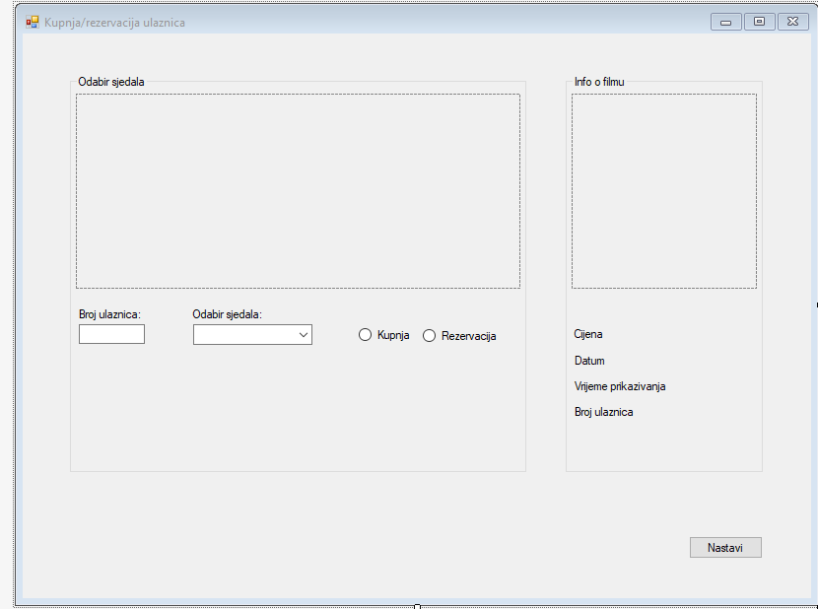 Kupnja/rezervacija ulaznica
Odabir sjedala
Broj ulaznica:
Odabir sjedala:
Kupnja
Rezervacija
Info o filmu
Cijena
Datum
Vrijeme prikazivanja
Broj ulaznica
Nastavi